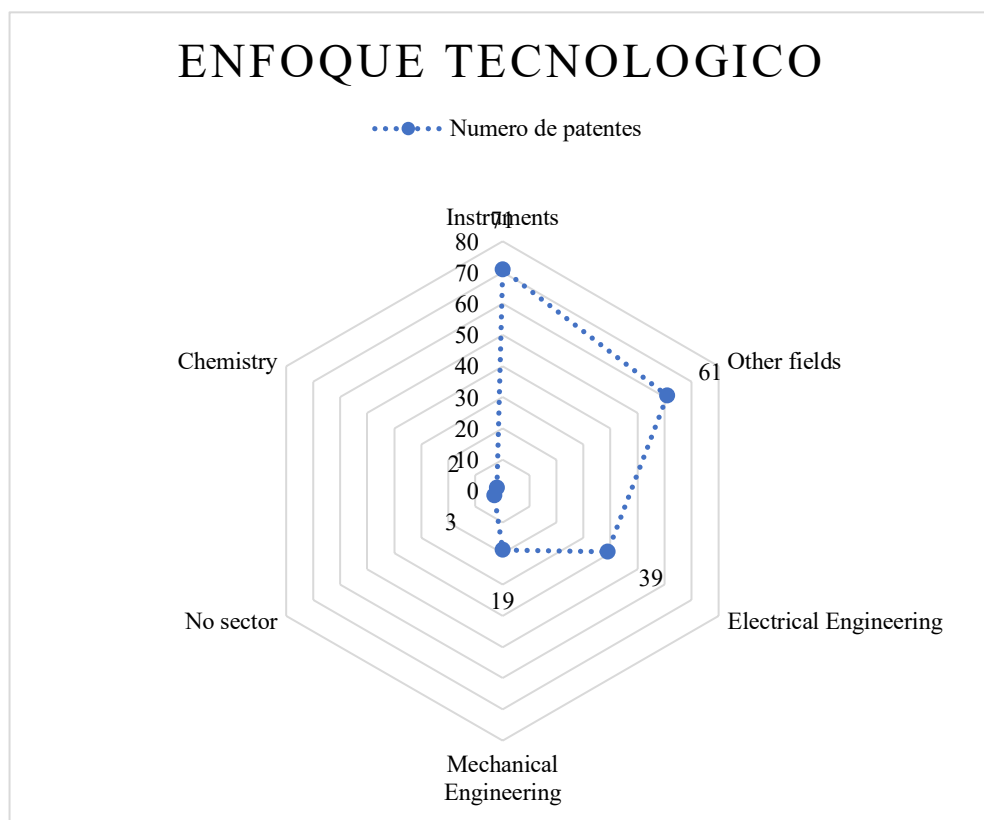 ENFOQUE TECNOLOGICO
Numero de patentes
Instruments
71
80
70
60
50
40
30
20
10
0
Other fields
61
Electrical Engineering
39
Mechanical
Engineering
19
No sector
3
Chemistry
2